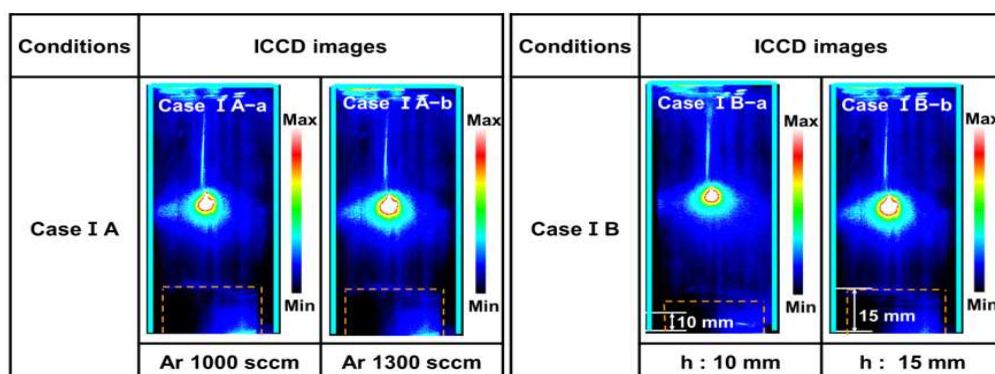 Conditions
ICCD images
Case I A
Case I A-a
Max
Min
Case I A-b
Max
Min
Ar 1000 sccm
Ar 1300 sccm
Conditions
ICCD images
Case I B
Case I B-a
10 mm
Max
Min
Case I B-b
15 mm
Max
Min
h : 10 mm
h : 15 mm